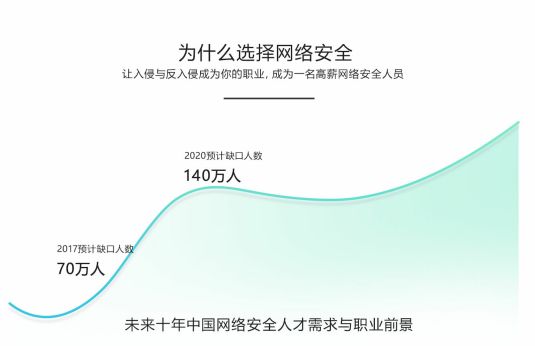 为什么选择网络安全
让入侵与反入侵成为你的职业, 成为一名高薪网络安全人员
2020预计缺口人数
140万人
2017预计缺口人数
70万人
未来十年中国网络安全人才需求与职业前景